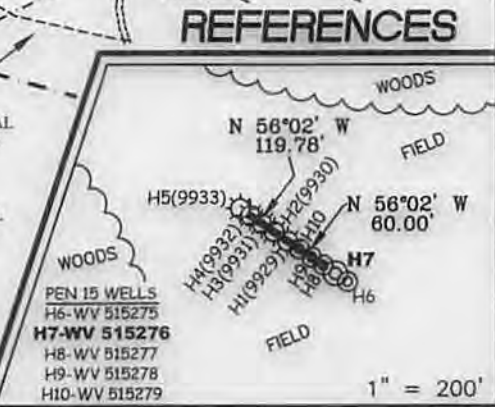 REFERENCES
AL
WOODS
N 56°02' W
119.78'
FIELD
H5(9933)
H2(9930)
H10
N 56°02' W
60.00'
H4(9932)
H3(9931)
H1(9929)
H9
H8
H7
H6
WOODS
PEN 15 WELLS
H6-WV 515275
H7-WV 515276
H8-WV 515277
H9-WV 515278
H10-WV 515279
FIELD
1" = 200'